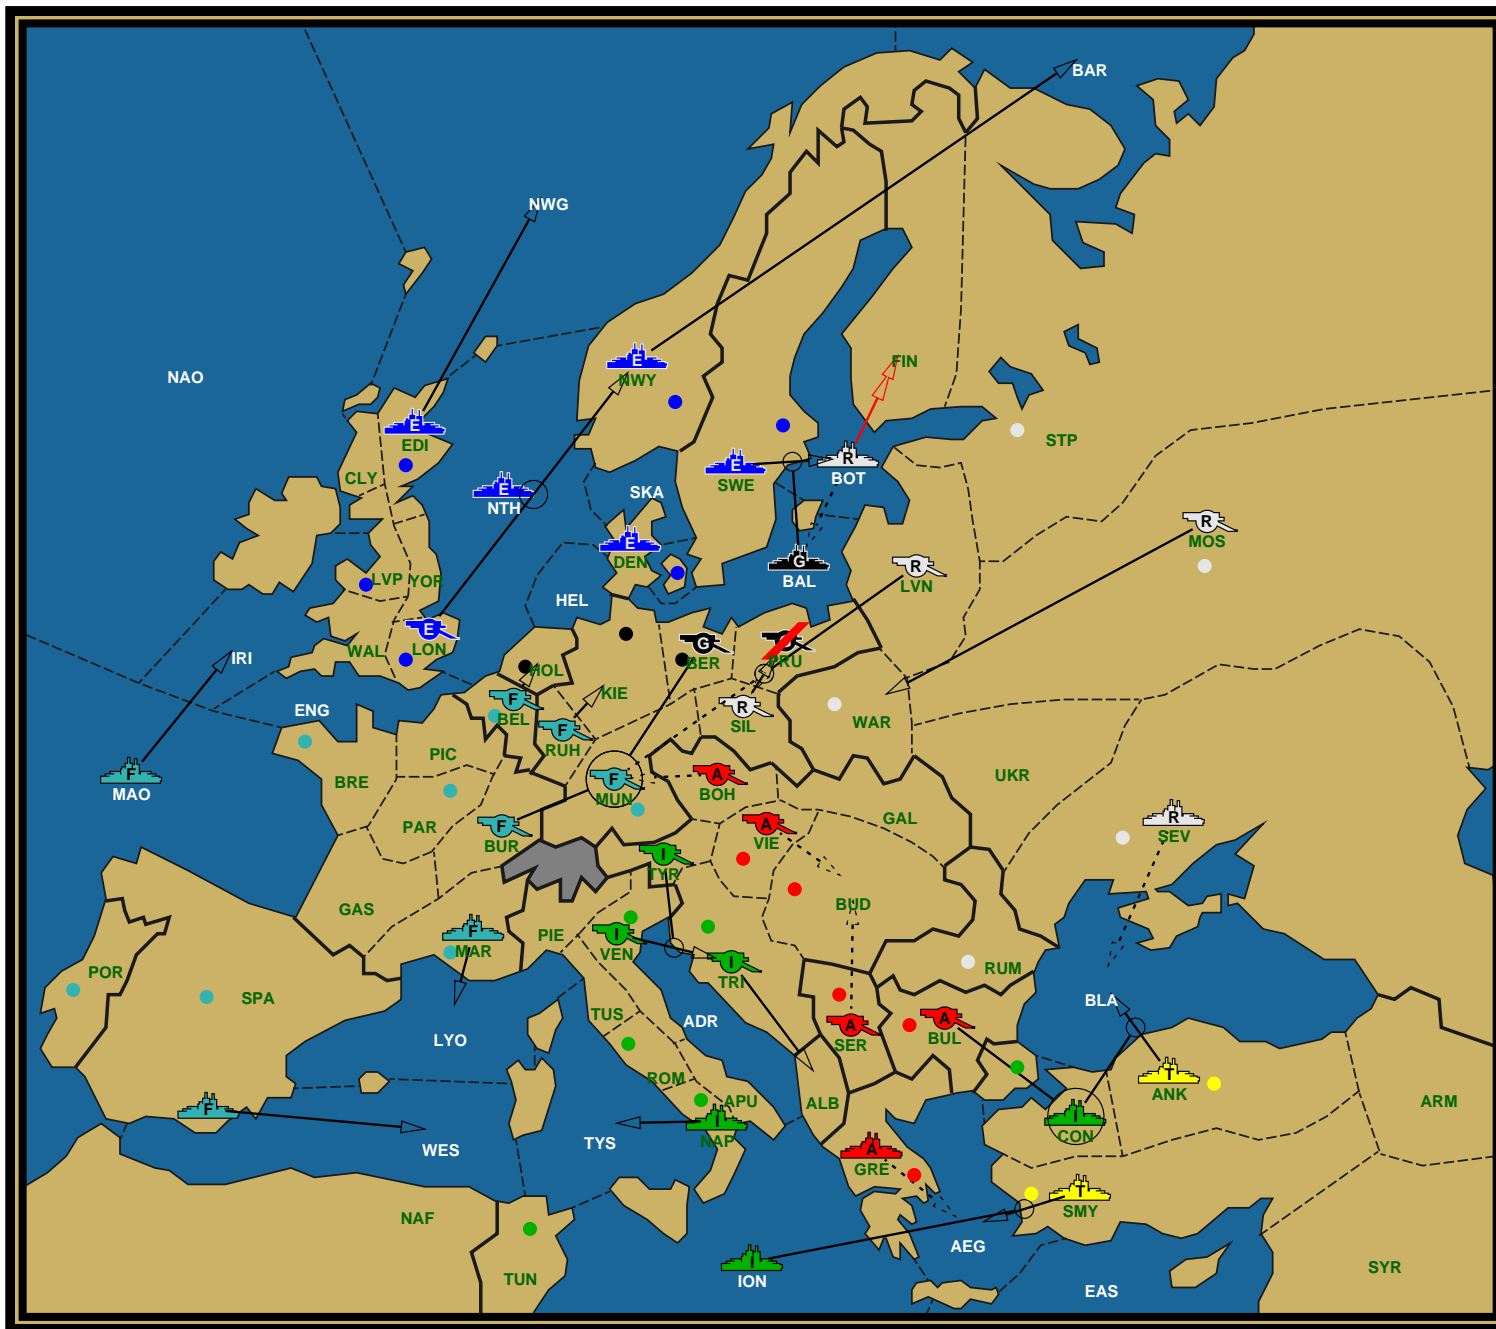 BAR
NWG
NAO
E
NWY
FIN
E
EDI
STP
E
NTH
E
SWE
R
BOT
CLY
SKA
R
MOS
E
DEN
G
BAL
R
LVN
LVP
YOR
HEL
E
LON
WAL
IRI
G
BER
PRU
HOL
KIE
F
BEL
R
SIL
ENG
WAR
F
RUH
PIC
F
MAO
BRE
F
MUN
A
BOH
UKR
PAR
F
BUR
A
VIE
GAL
R
SEV
I
TYR
GAS
BUD
F
MAR
PIE
I
VEN
I
TRI
RUM
POR
SPA
BLA
TUS
ADR
A
SER
A
BUL
LYO
ROM
APU
ALB
T
ANK
ARM
F
WES
TYS
I
NAP
I
CON
A
GRE
T
SMY
NAF
AEG
TUN
I
ION
EAS
SYR